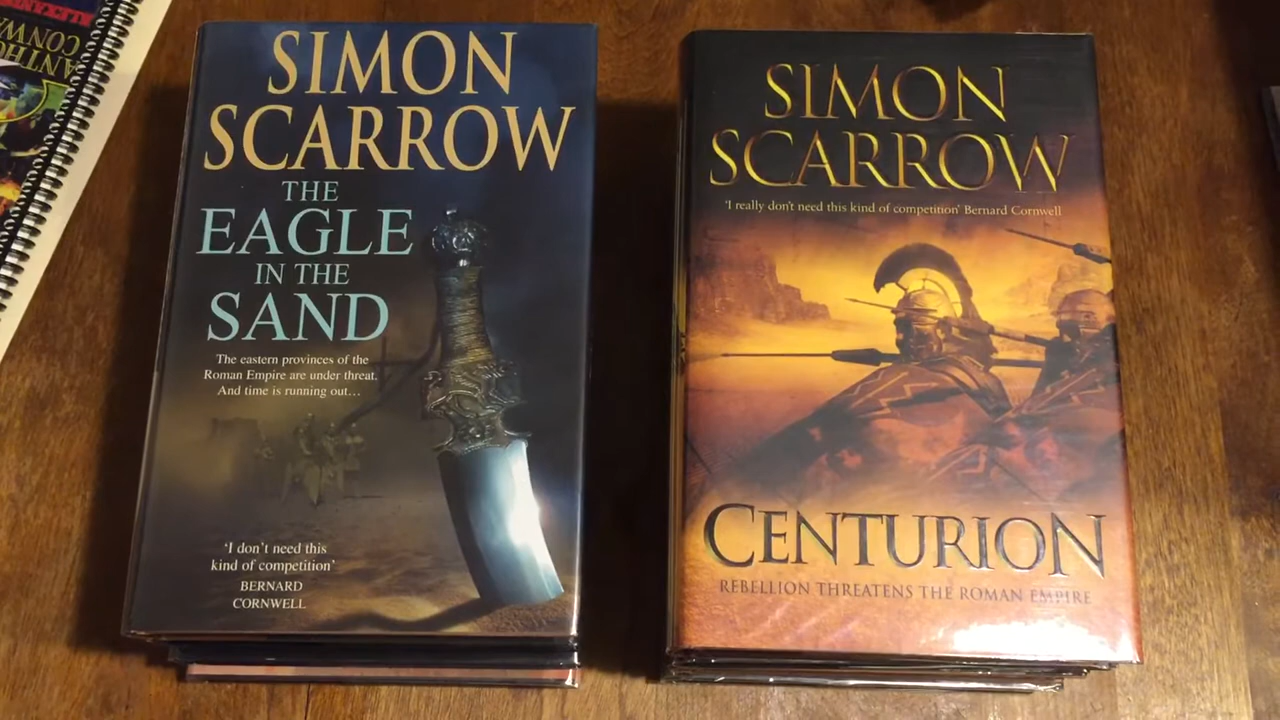 SIMON
SCARROW
THE
EAGLE
IN THE
SAND
The eastern provinces of the
Roman Empire are under threat.
And time is running out...
'I don't need this
kind of competition'
BERNARD
CORNWELL
SIMON
SCARROW
'I really don't need this kind of competition' Bernard Cornwell
CENTURION
REBELLION THREATENS THE ROMAN EMPIRE